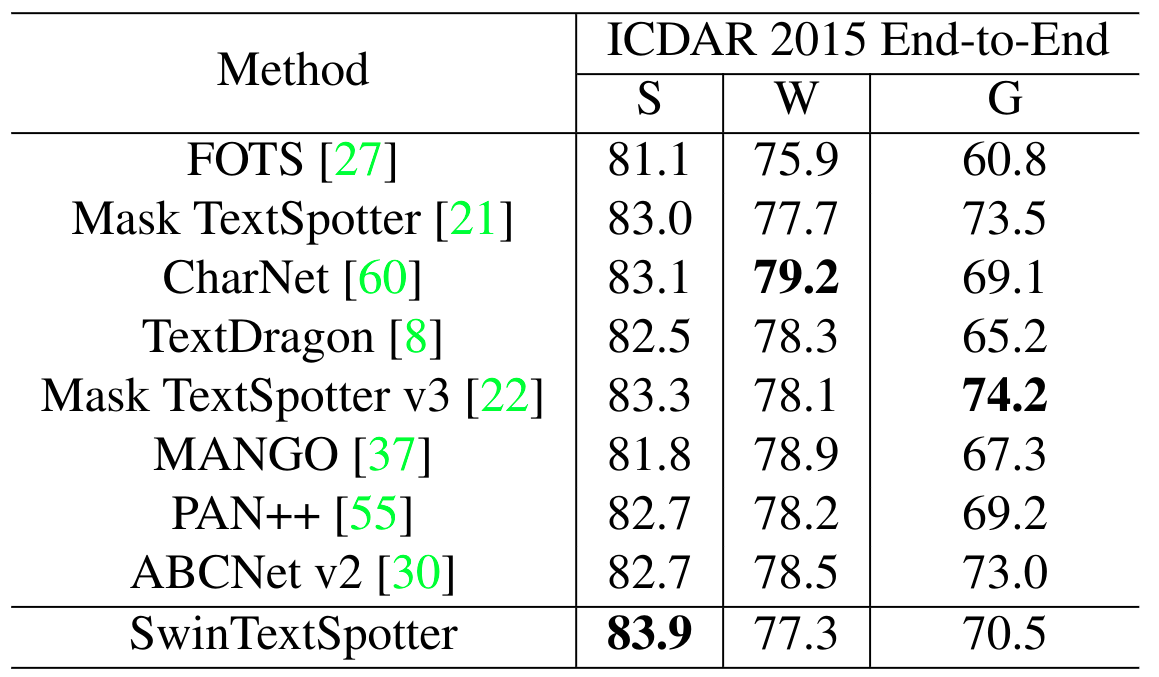 Method ICDAR 2015 End-to-End
S W G
FOTS [27] 81.1 75.9 60.8
Mask TextSpotter [21] 83.0 77.7 73.5
CharNet [60] 83.1 79.2 69.1
TextDragon [8] 82.5 78.3 65.2
Mask TextSpotter v3 [22] 83.3 78.1 74.2
MANGO [37] 81.8 78.9 67.3
PAN++ [55] 82.7 78.2 69.2
ABCNet v2 [30] 82.7 78.5 73.0
SwinTextSpotter 83.9 77.3 70.5